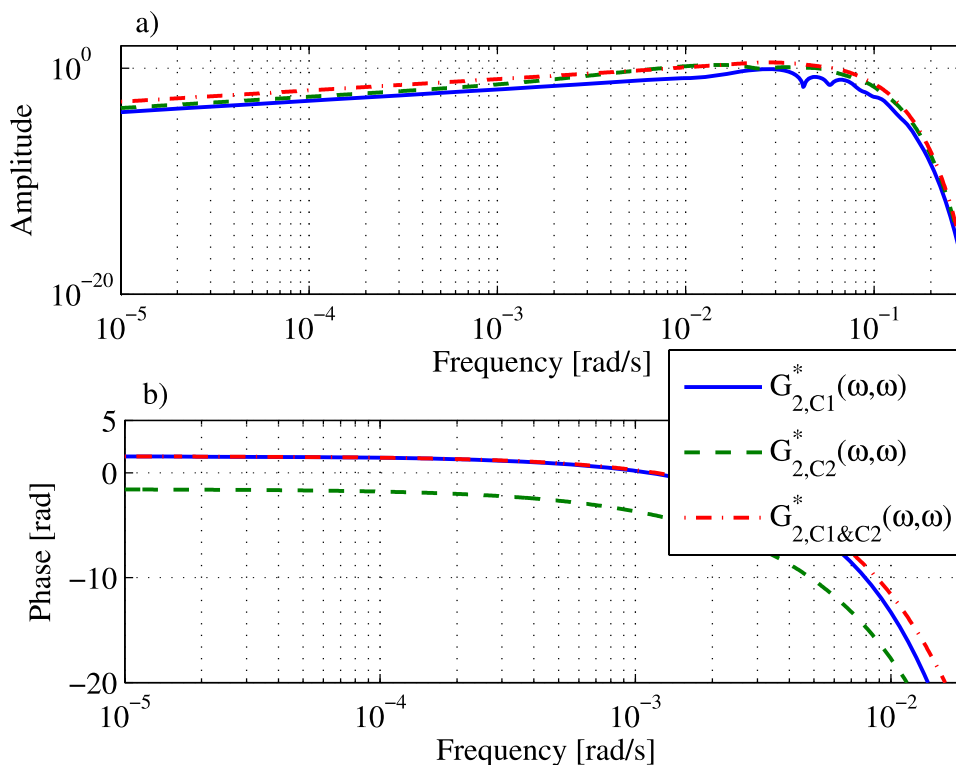 a)
10^0
Amplitude
10^-20
10^-5
10^-4
10^-3
10^-2
10^-1
Frequency [rad/s]
G*2,C1(ω,ω)
G*2,C2(ω,ω)
G*2,C1&C2(ω,ω)
b)
5
0
Phase [rad]
−10
−20
10^-5
10^-4
10^-3
10^-2
Frequency [rad/s]